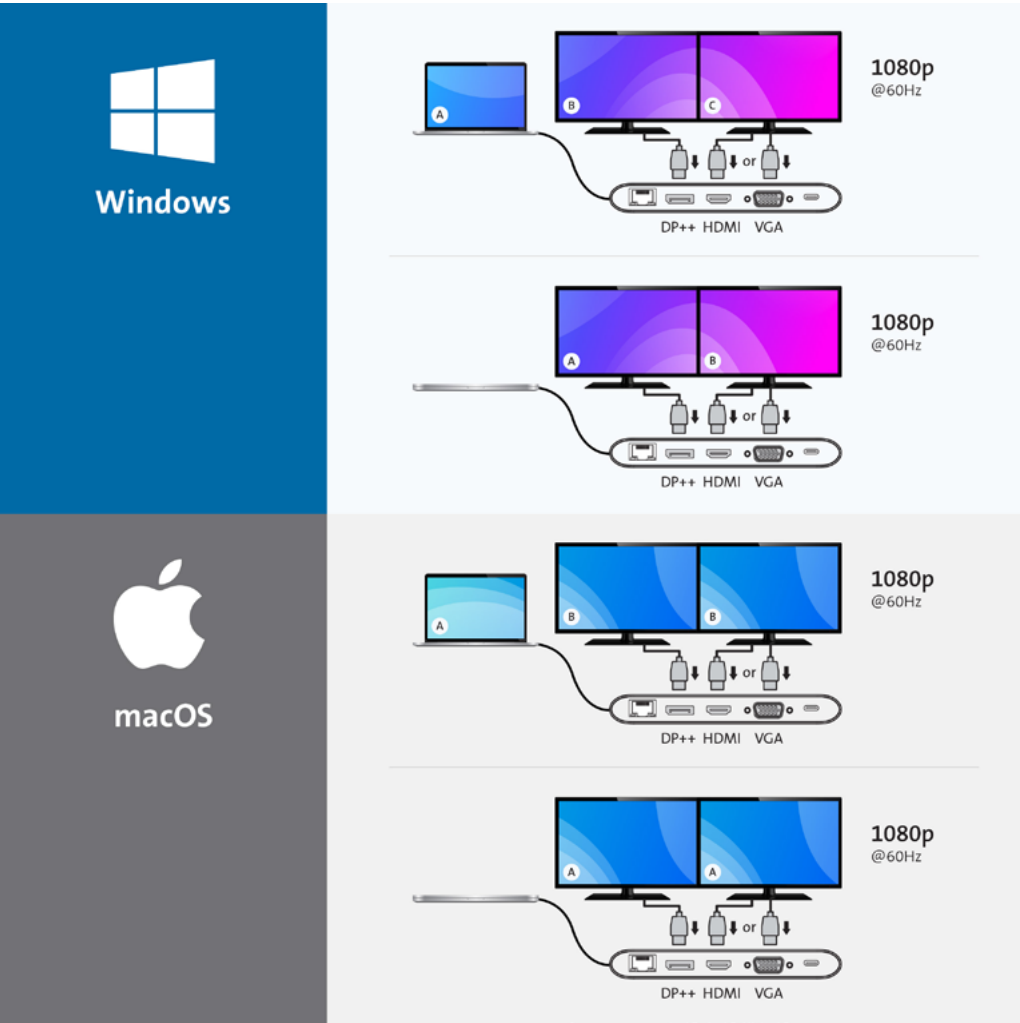 Windows
A
B
C
1080p
@60Hz
or
DP++ HDMI VGA
A
B
1080p
@60Hz
or
DP++ HDMI VGA
macOS
A
B
B
1080p
@60Hz
or
DP++ HDMI VGA
A
A
1080p
@60Hz
or
DP++ HDMI VGA